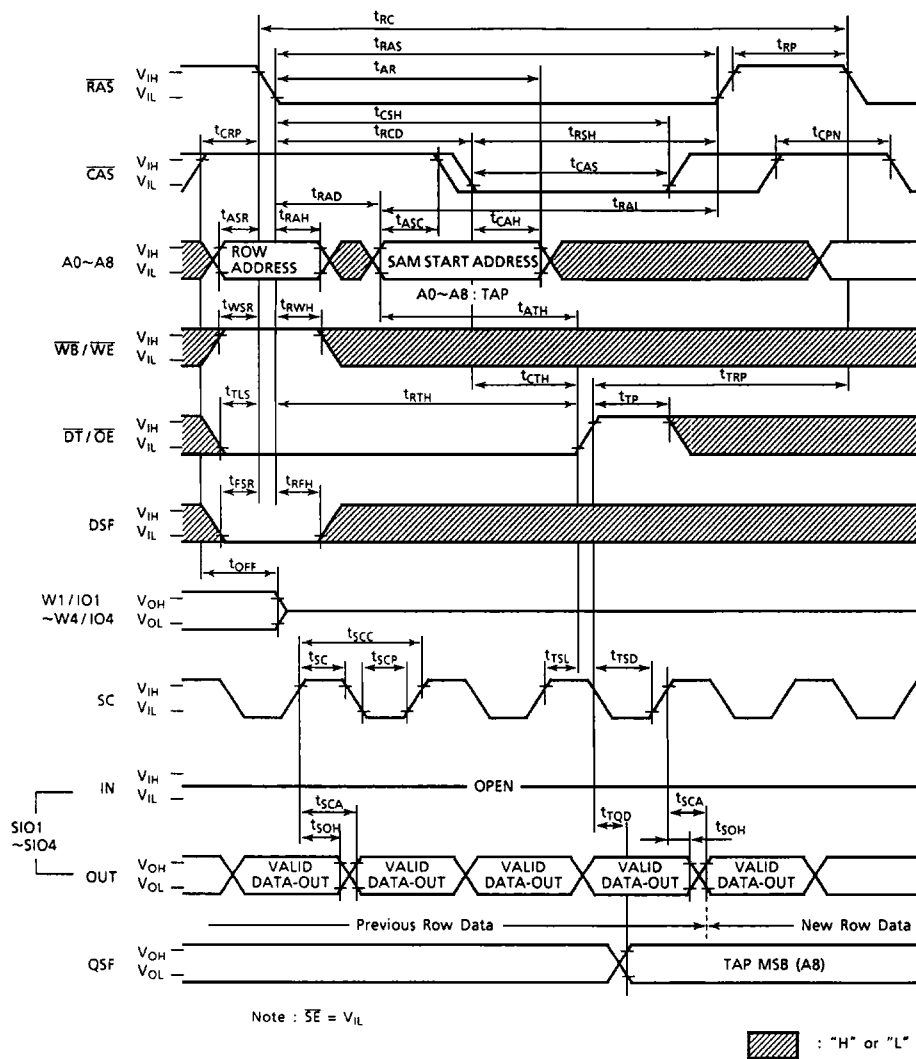 tRC
tRAS
tRP
tAR
RAS
VIH
VIL
tCSH
tCRP
tRCD
tRSH
tCPN
CAS
VIH
VIL
tCAS
tRAD
tRAL
tASR
tRAH
tASC
tCAH
A0~A8
VIH
VIL
ROW
ADDRESS
SAM START ADDRESS
A0~A8 : TAP
tWSR
tRWH
tATH
WB/WE
VIH
VIL
tCTH
tTRP
tTLS
tRTH
tTP
DT/OE
VIH
VIL
tFSR
tRFH
DSF
VIH
VIL
tOFF
W1/IO1
~W4/IO4
VOH
VOL
tSCC
tSC
tSCP
tTSL
tTSD
SC
VIH
VIL
IN
VIH
VIL
OPEN
SIO1
~SIO4
tSCA
tSOH
tTQD
tSCA
tSOH
OUT
VOH
VOL
VALID
DATA-OUT
VALID
DATA-OUT
VALID
DATA-OUT
VALID
DATA-OUT
VALID
DATA-OUT
Previous Row Data
New Row Data
QSF
VOH
VOL
TAP MSB (A8)
Note : SE = VIL
: "H" or "L"